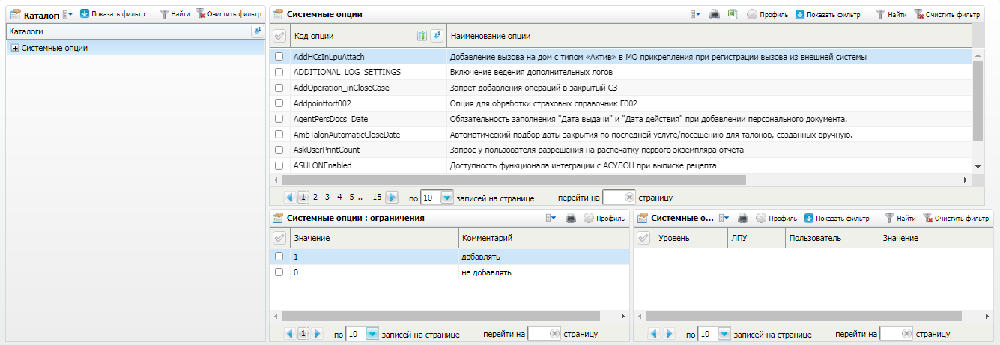 Каталоги Показать фильтр Найти Очистить фильтр
Каталоги
Системные опции
Системные опции Профиль Показать фильтр Найти Очистить фильтр
Код опции Наименование опции
AddHCsInLpuAttach Добавление вызова на дом с типом «Актив» в МО прикрепления при регистрации вызова из внешней системы
ADDITIONAL_LOG_SETTINGS Включение ведения дополнительных логов
AddOperation_inCloseCase Запрет добавления операций в закрытый СЗ
Addpointforf002 Опция для обработки страховых справочник F002
AgentPersDocs_Date Обязательность заполнения "Дата выдачи" и "Дата действия" при добавлении персонального документа.
AmbTalonAutomaticCloseDate Автоматический подбор даты закрытия по последней услуге/посещению для талонов, созданных вручную.
AskUserPrintCount Запрос у пользователя разрешения на распечатку первого экземпляра отчета
ASULONEnabled Доступность функционала интеграции с АСУЛОН при выписке рецепта
1 2 3 4 5 .. 15 по 10 записей на странице перейти на страницу
Системные опции : ограничения Профиль
Значение Комментарий
1 добавлять
0 не добавлять
1 по 10 записей на странице перейти на страницу
Системные о... Профиль Показать фильтр Найти Очистить фильтр
Уровень ЛПУ Пользователь Значение
по 10 записей на странице перейти на страницу